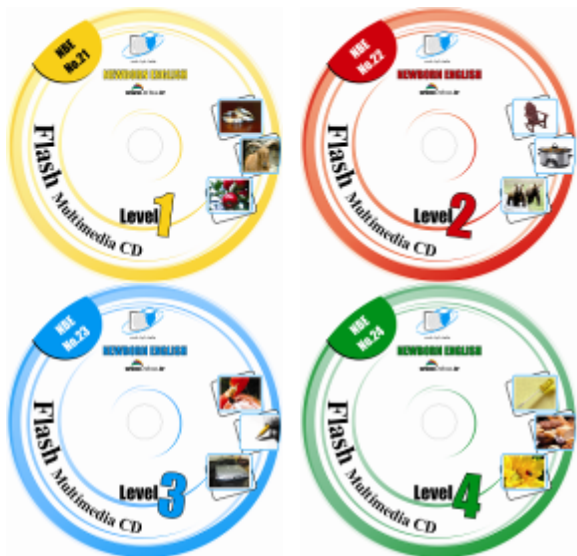 NBE
No.21
NEWBORN ENGLISH
Flash Multimedia CD
Level 1
NBE
No.22
NEWBORN ENGLISH
Flash Multimedia CD
Level 2
NBE
No.23
NEWBORN ENGLISH
Flash Multimedia CD
Level 3
NBE
No.24
NEWBORN ENGLISH
Flash Multimedia CD
Level 4